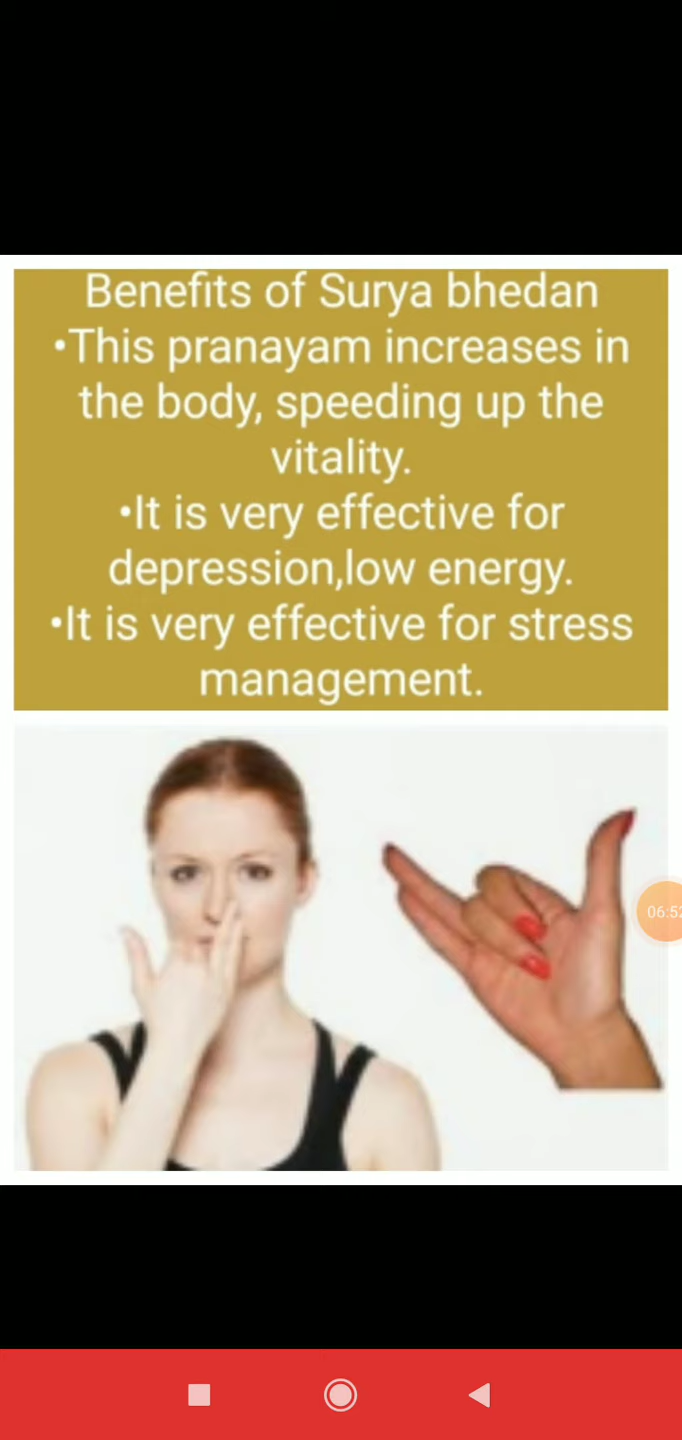 Benefits of Surya bhedan
•This pranayam increases in
the body, speeding up the
vitality.
•It is very effective for
depression,low energy.
•It is very effective for stress
management.